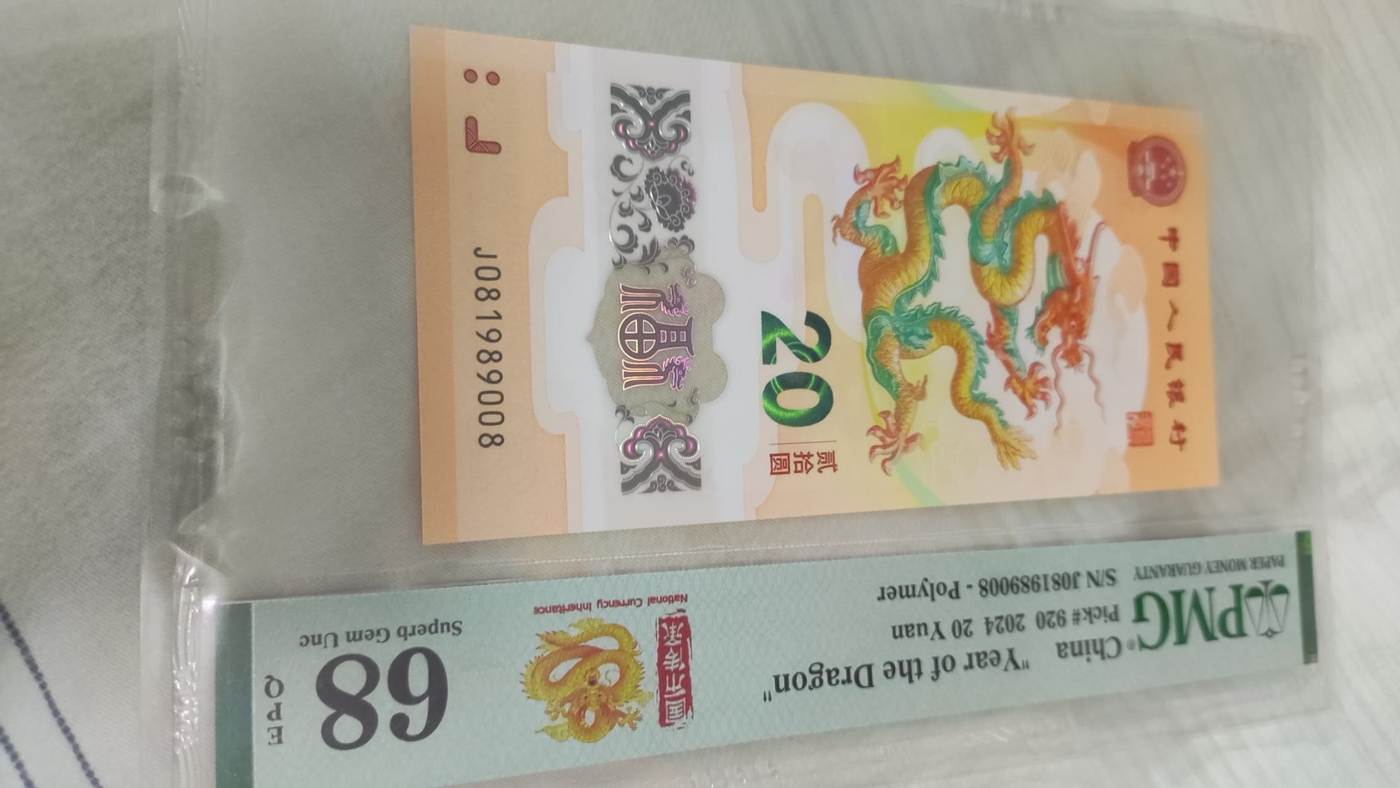 PMG
PAPER MONEY GUARANTY
China
"Year of the Dragon"
Pick# 920 2024 20 Yuan
S/N J081989008 - Polymer
National Currency Inheritance
68
Superb Gem Unc
EPQ
中国人民银行
20
贰拾圆
J081989008